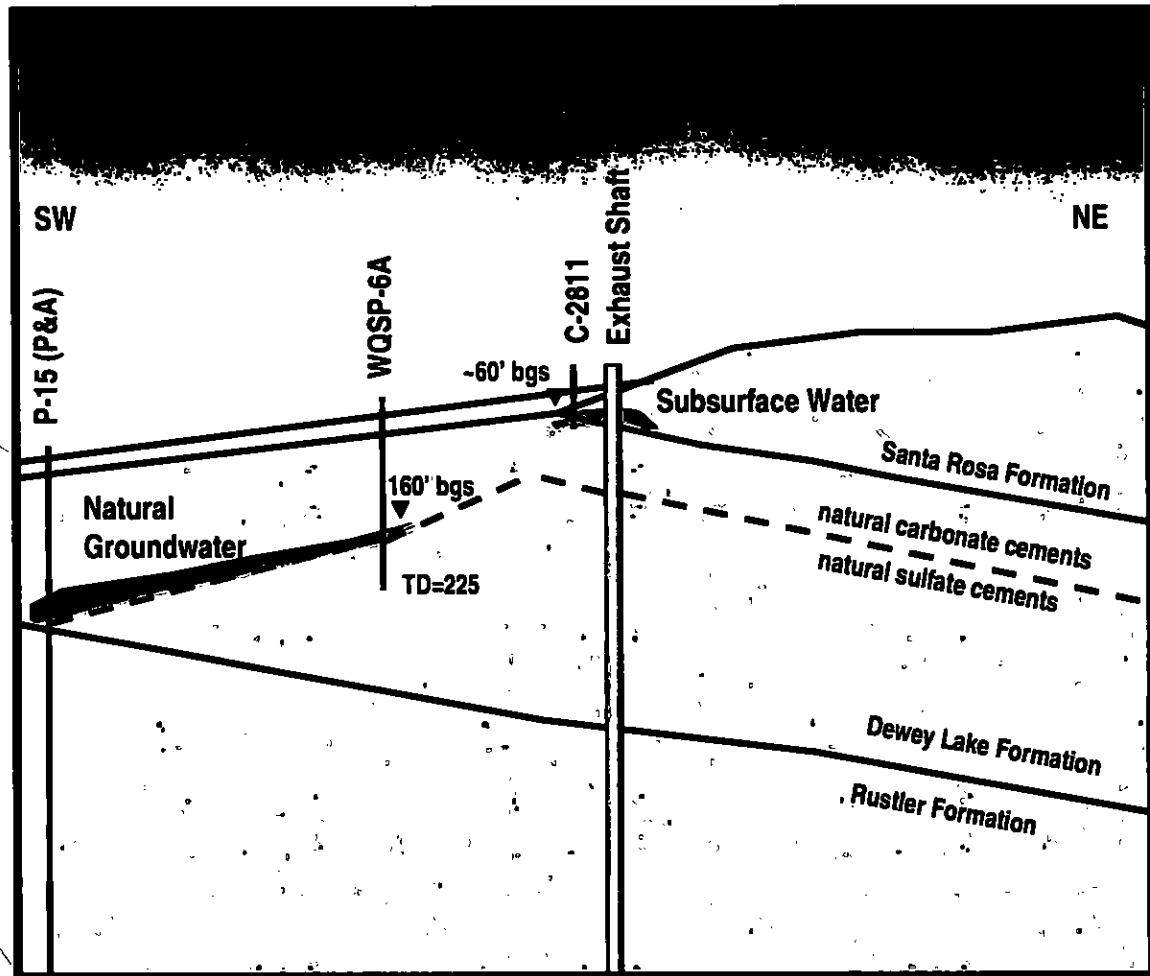 SW
NE
P-15 (P&A)
WQSP-6A
C-2811
Exhaust Shaft
~60' bgs
Subsurface Water
Santa Rosa Formation
160' bgs
Natural
Groundwater
natural carbonate cements
natural sulfate cements
TD=225
Dewey Lake Formation
Rustler Formation